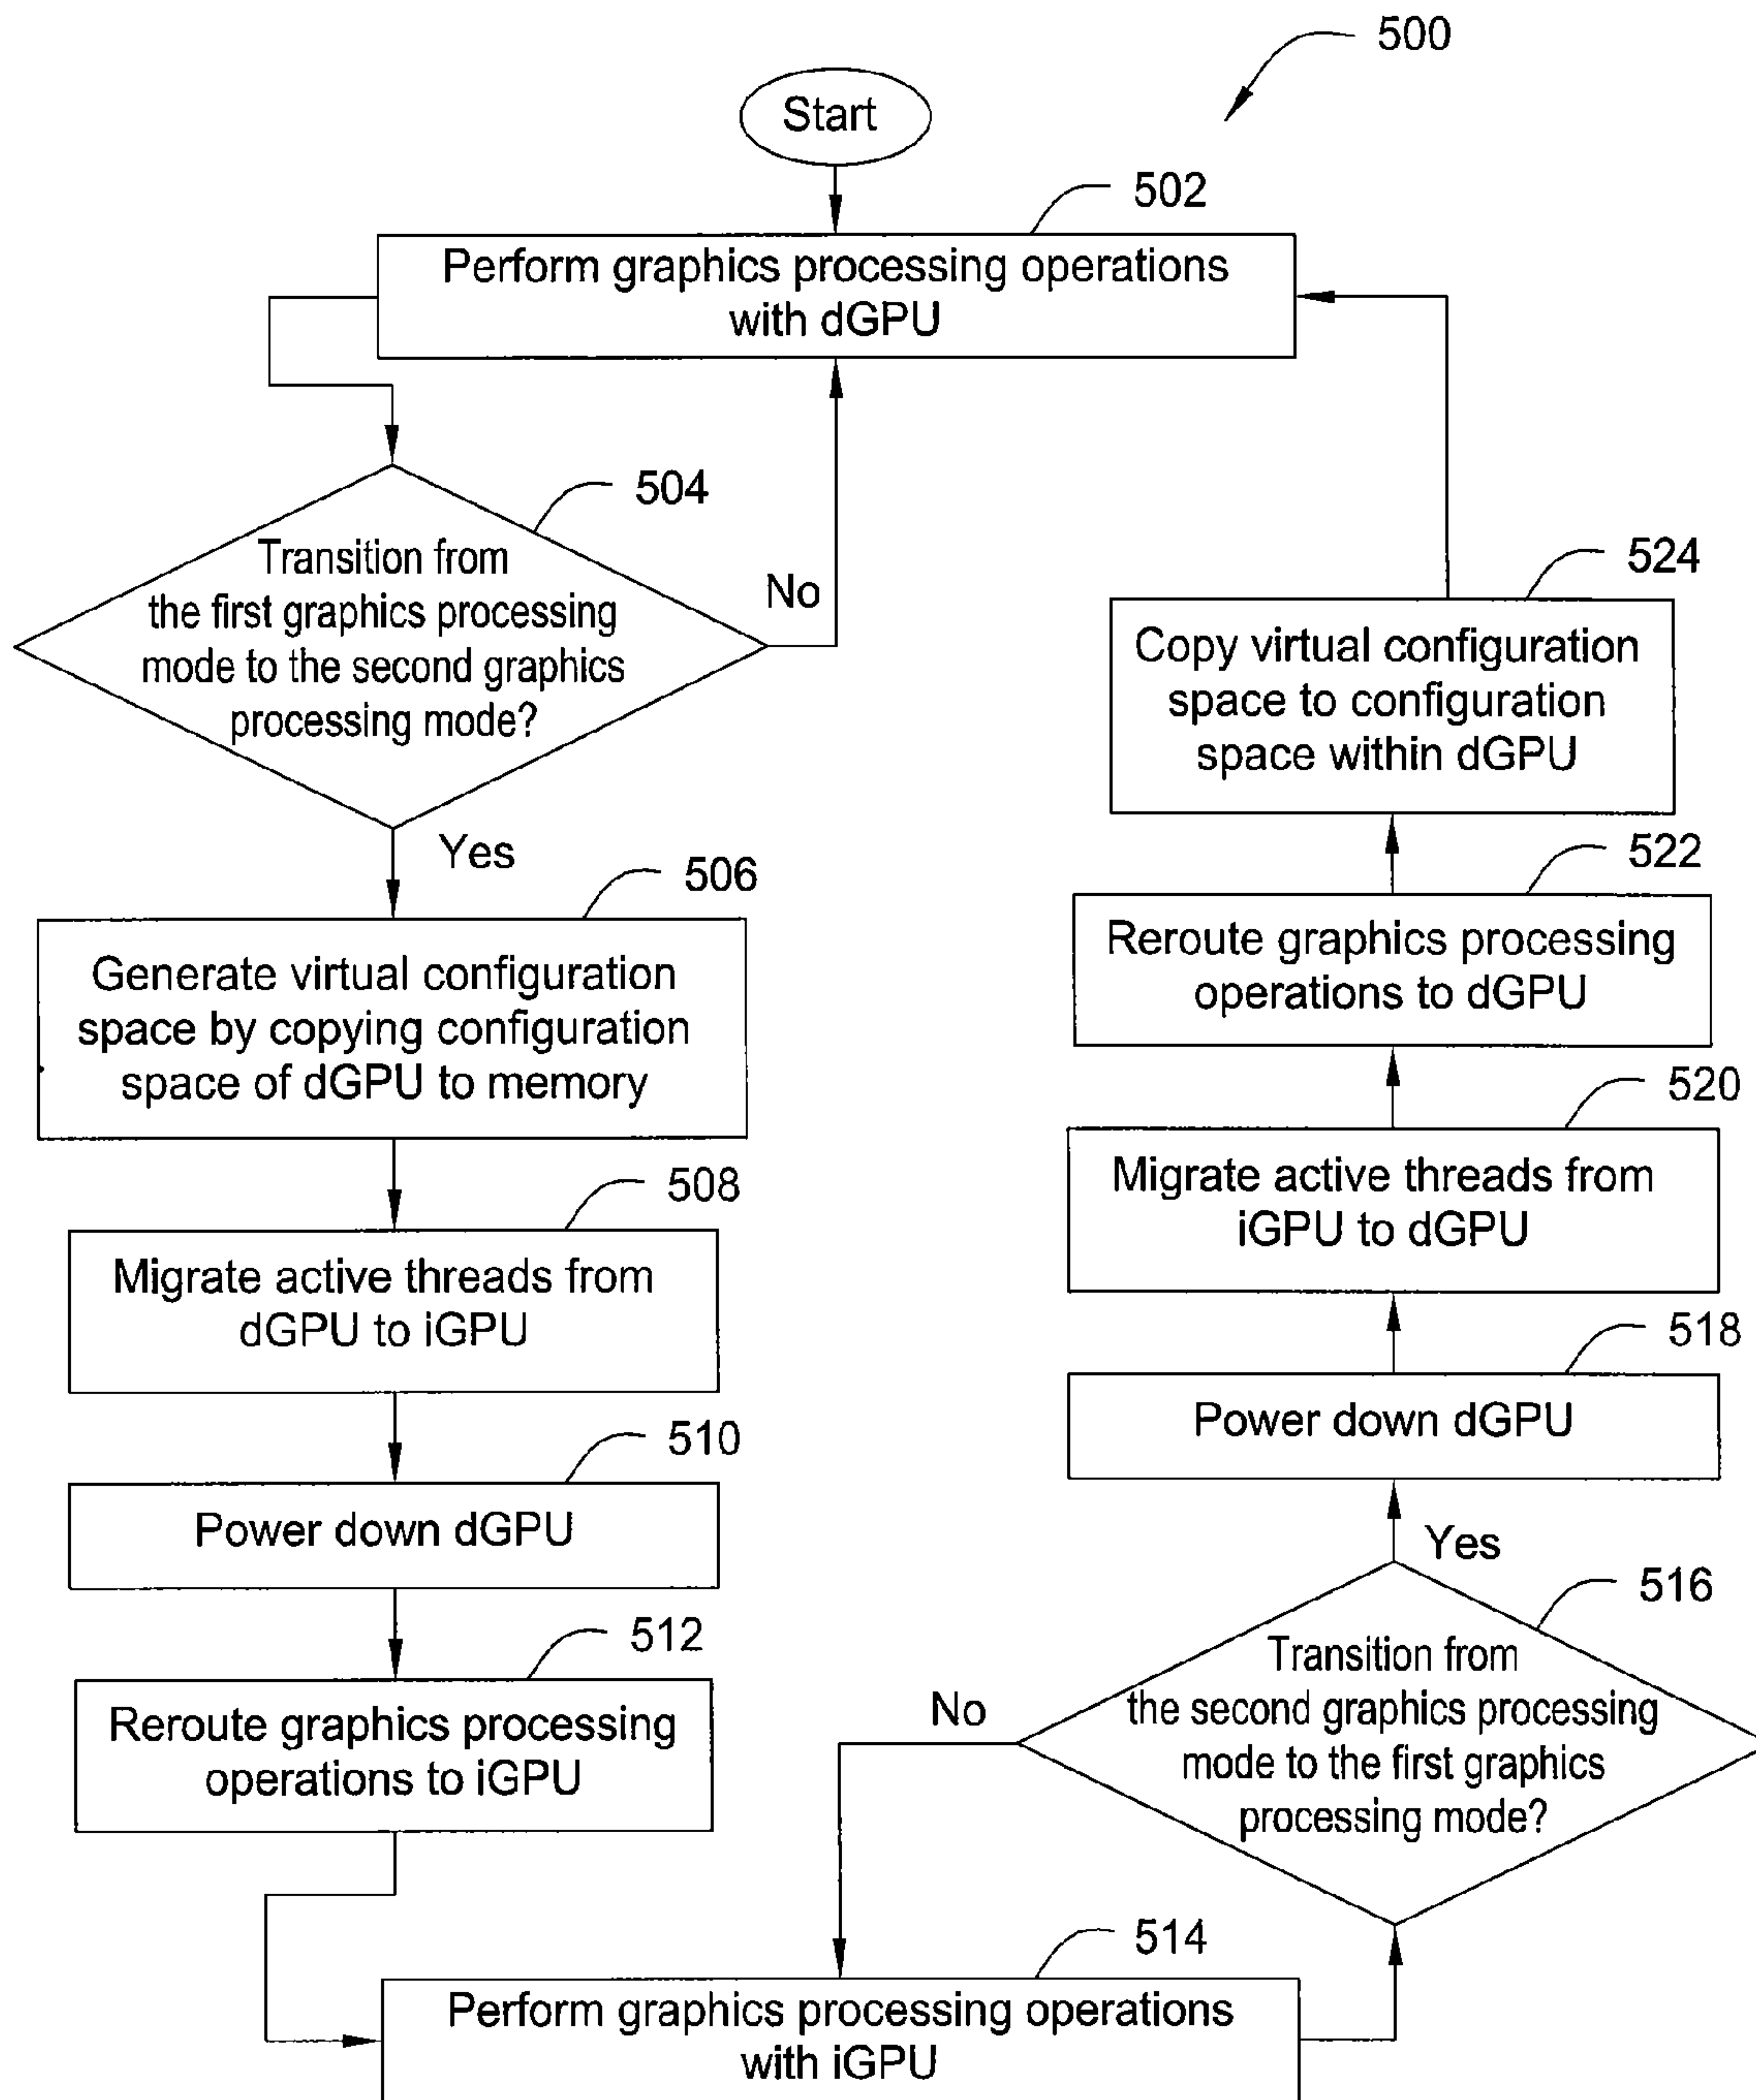 500
Start
502
Perform graphics processing operations
with dGPU
504
Transition from
the first graphics processing
mode to the second graphics
processing mode?
No
Yes
506
Generate virtual configuration
space by copying configuration
space of dGPU to memory
508
Migrate active threads from
dGPU to iGPU
510
Power down dGPU
512
Reroute graphics processing
operations to iGPU
514
Perform graphics processing operations
with iGPU
516
Transition from
the second graphics processing
mode to the first graphics
processing mode?
No
Yes
518
Power down dGPU
520
Migrate active threads from
iGPU to dGPU
522
Reroute graphics processing
operations to dGPU
524
Copy virtual configuration
space to configuration
space within dGPU